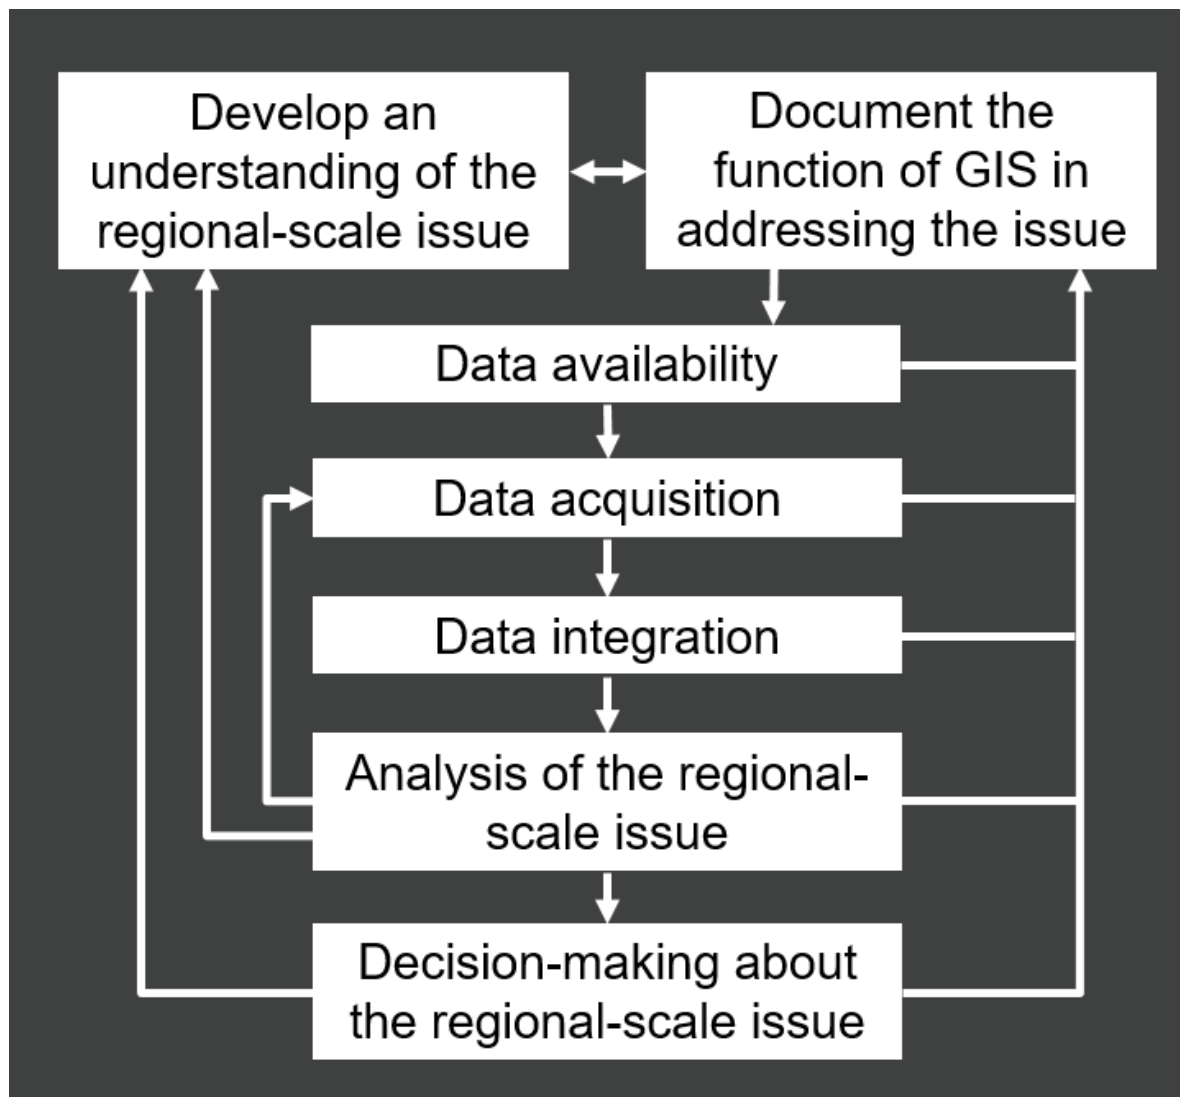 Develop an
understanding of the
regional-scale issue
Document the
function of GIS in
addressing the issue
Data availability
Data acquisition
Data integration
Analysis of the regional-
scale issue
Decision-making about
the regional-scale issue